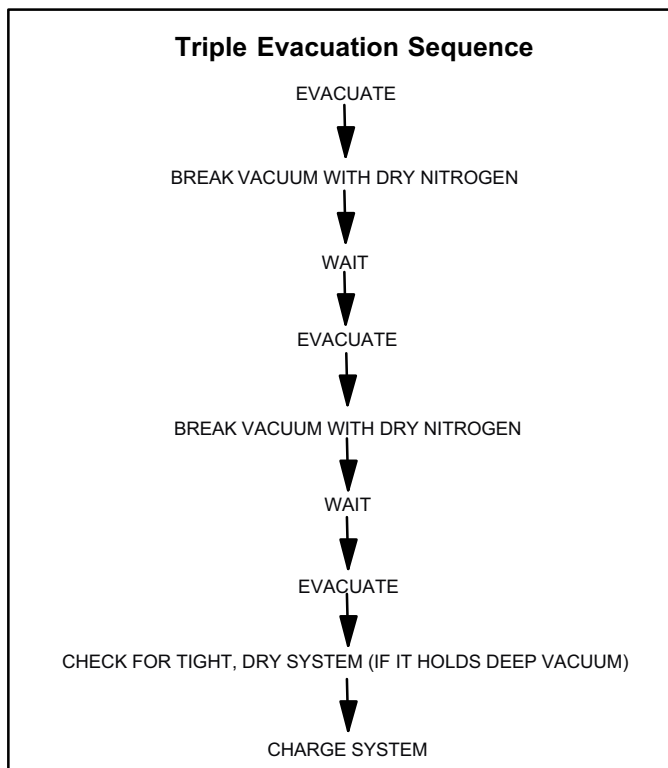 Triple Evacuation Sequence
EVACUATE
BREAK VACUUM WITH DRY NITROGEN
WAIT
EVACUATE
BREAK VACUUM WITH DRY NITROGEN
WAIT
EVACUATE
CHECK FOR TIGHT, DRY SYSTEM (IF IT HOLDS DEEP VACUUM)
CHARGE SYSTEM